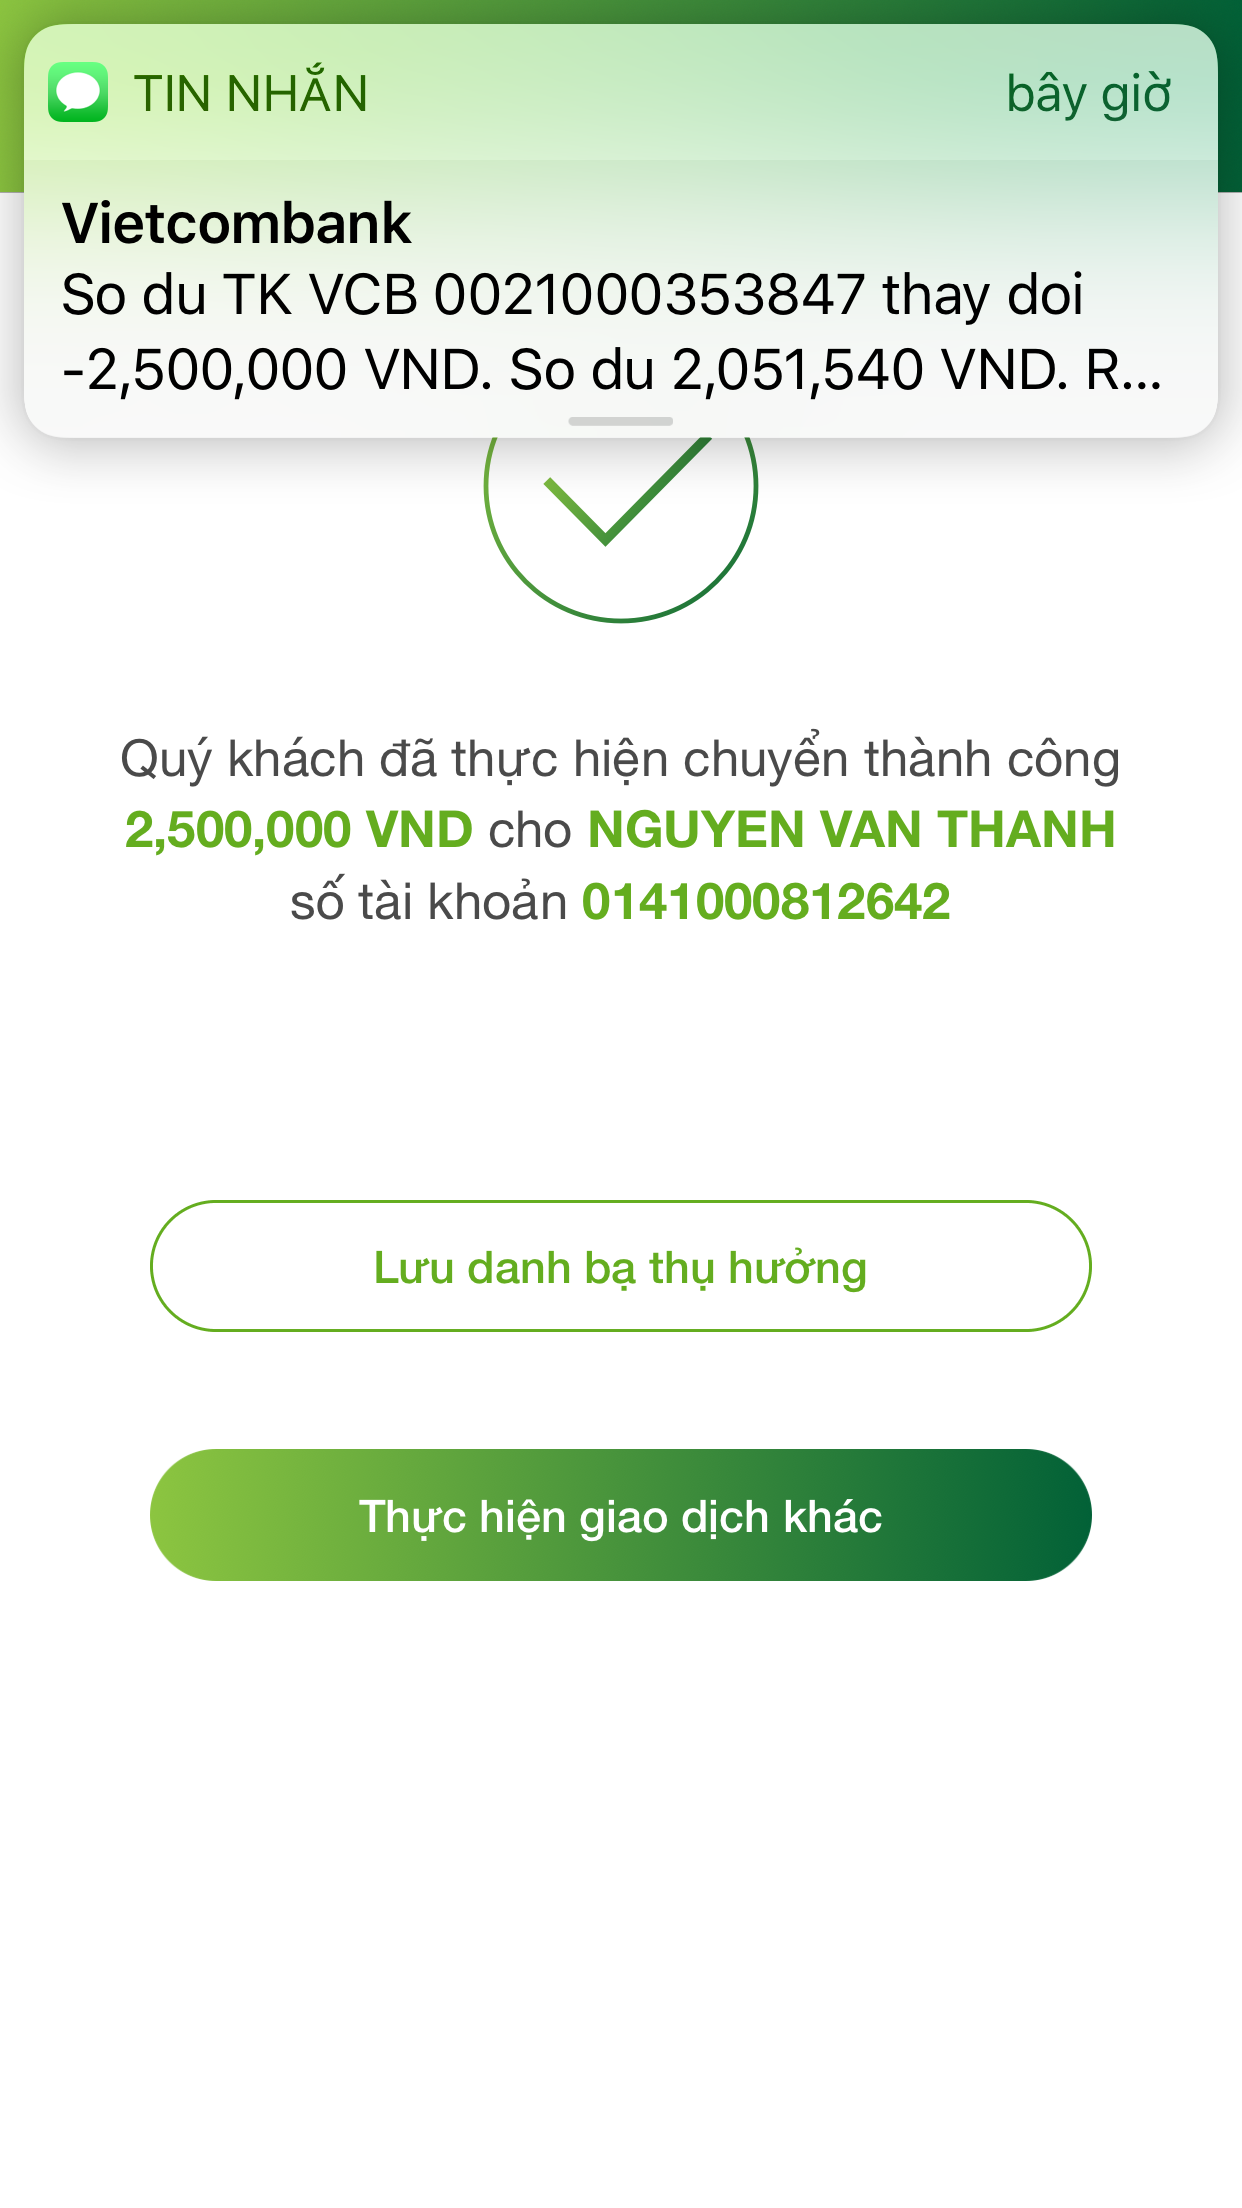 TIN NHẮN
bây giờ
Vietcombank
So du TK VCB 0021000353847 thay doi
-2,500,000 VND. So du 2,051,540 VND. R...
Quý khách đã thực hiện chuyển thành công
2,500,000 VND cho NGUYEN VAN THANH
số tài khoản 0141000812642
Lưu danh bạ thụ hưởng
Thực hiện giao dịch khác